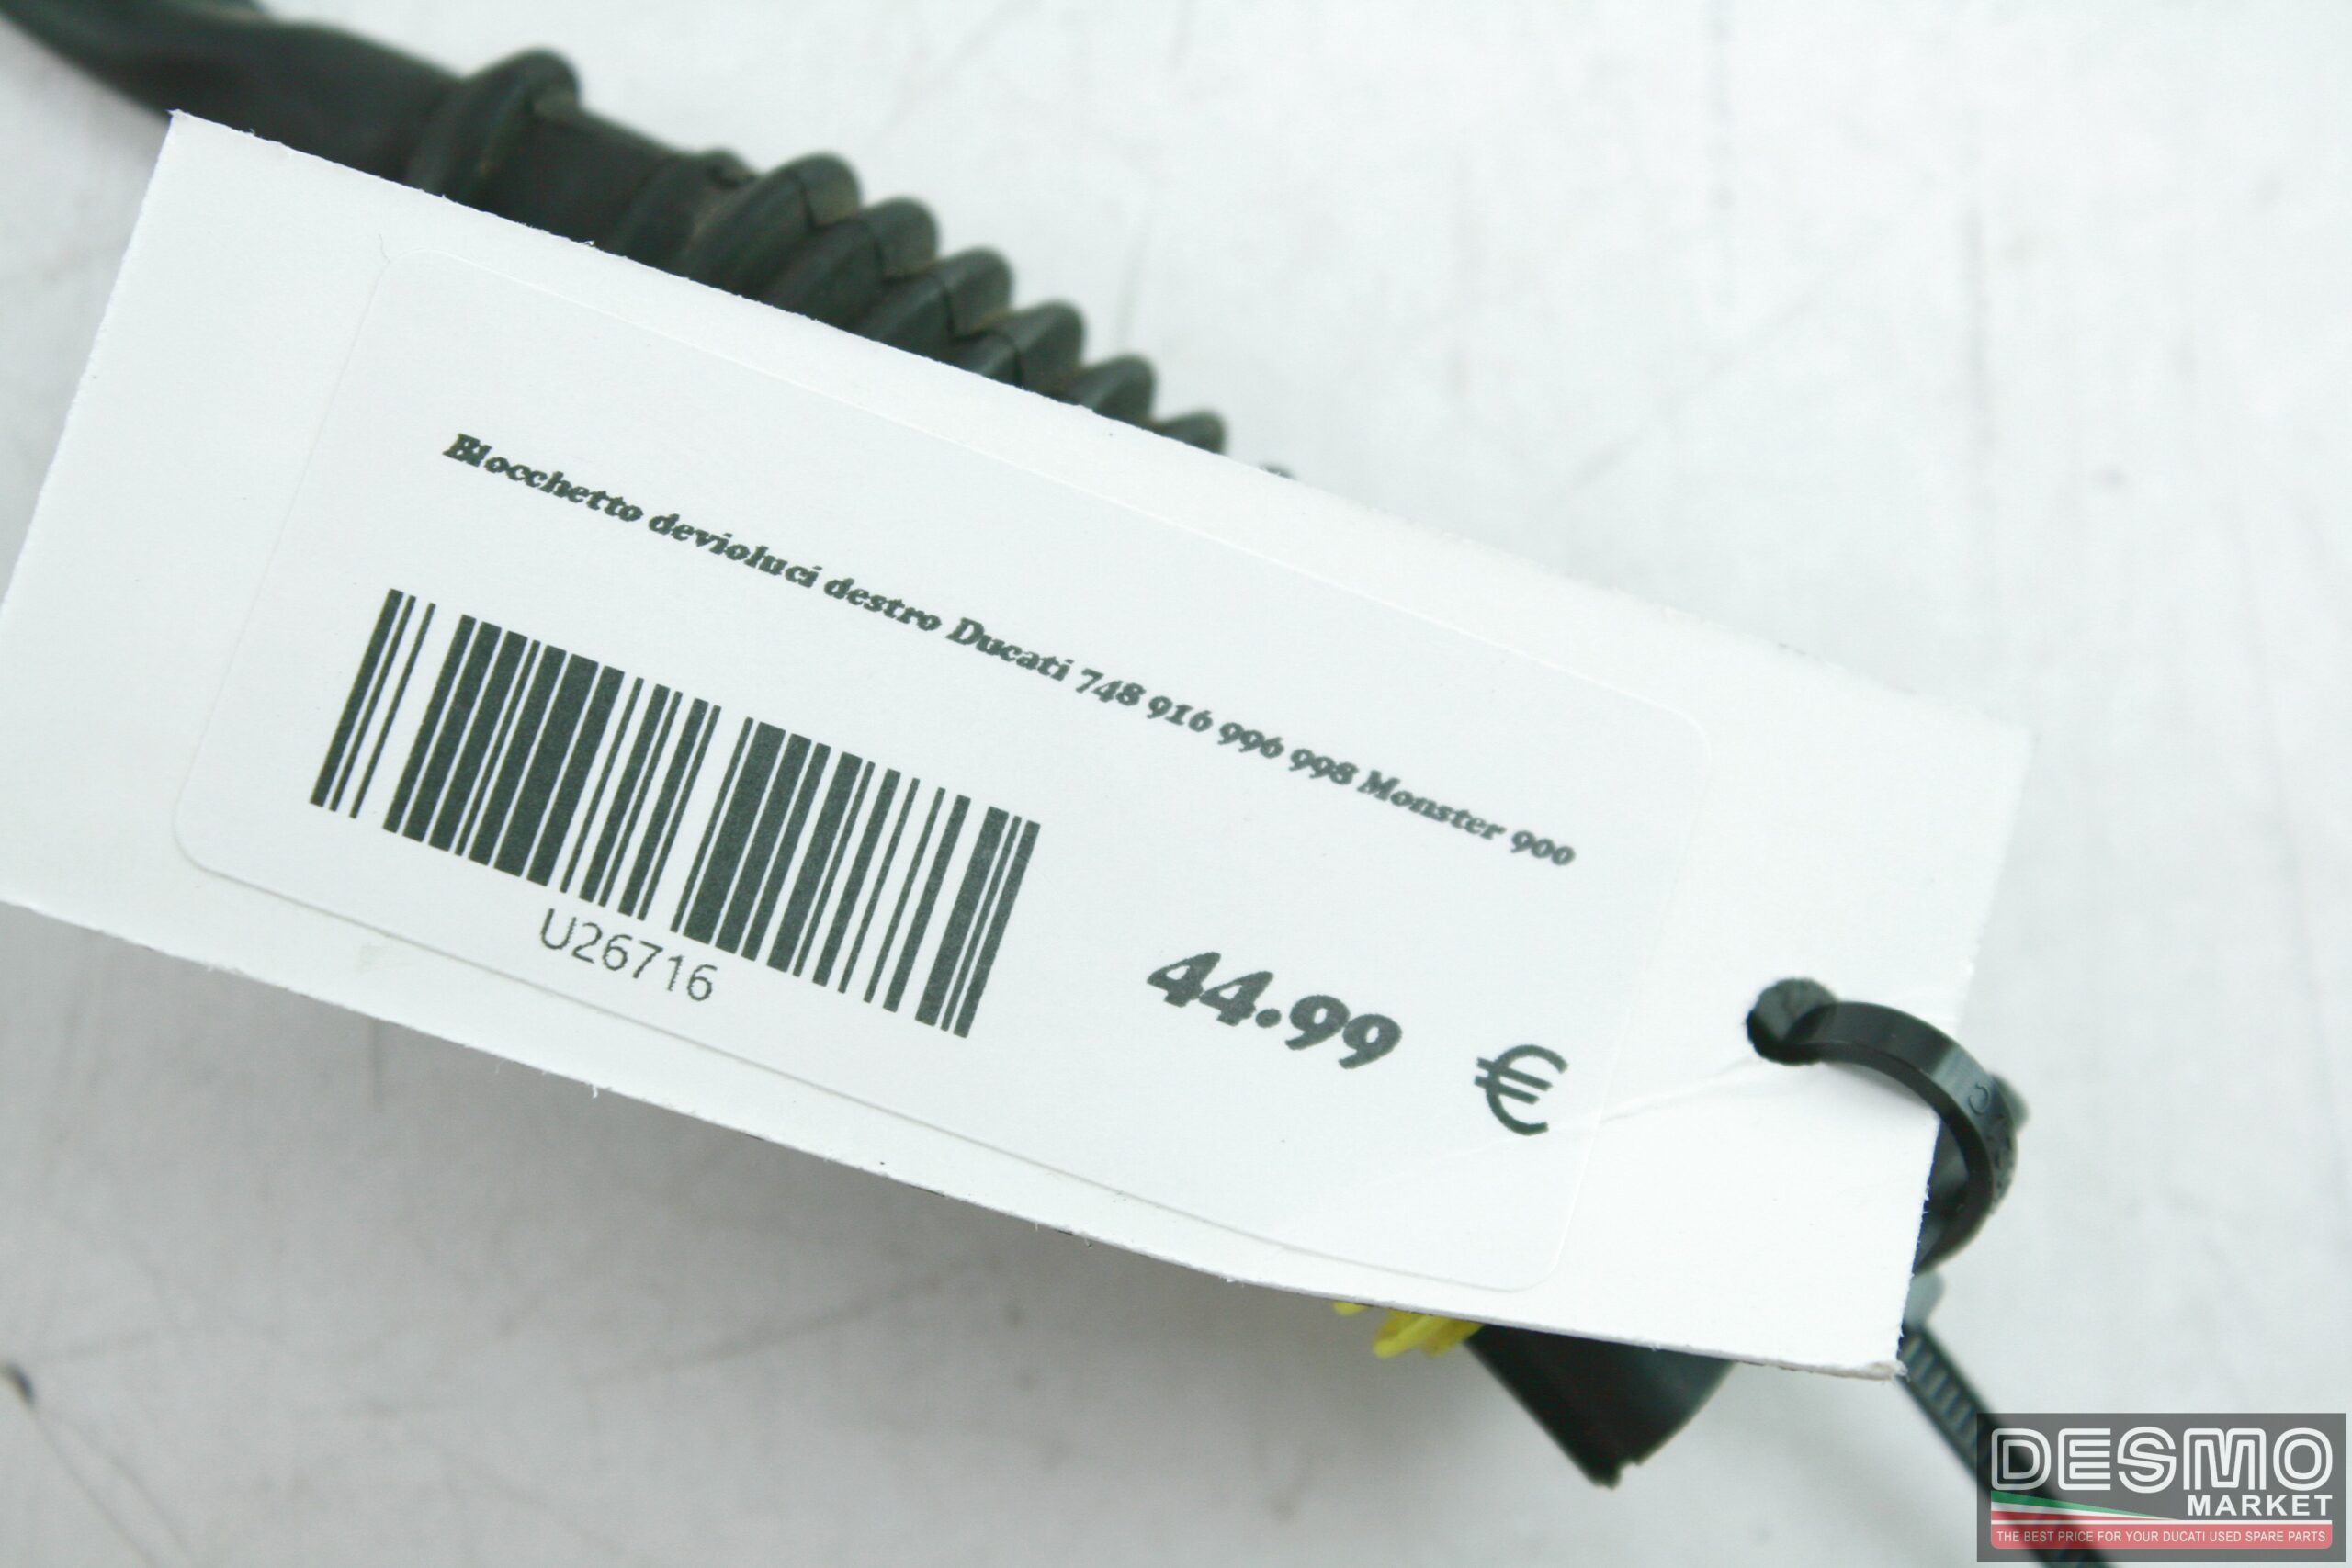 Blocchetto devioluci destro Ducati 748 916 996 998 Monster 900
U26716
44.99 €
DESMO
MARKET
THE BEST PRICE FOR YOUR DUCATI USED SPARE PARTS